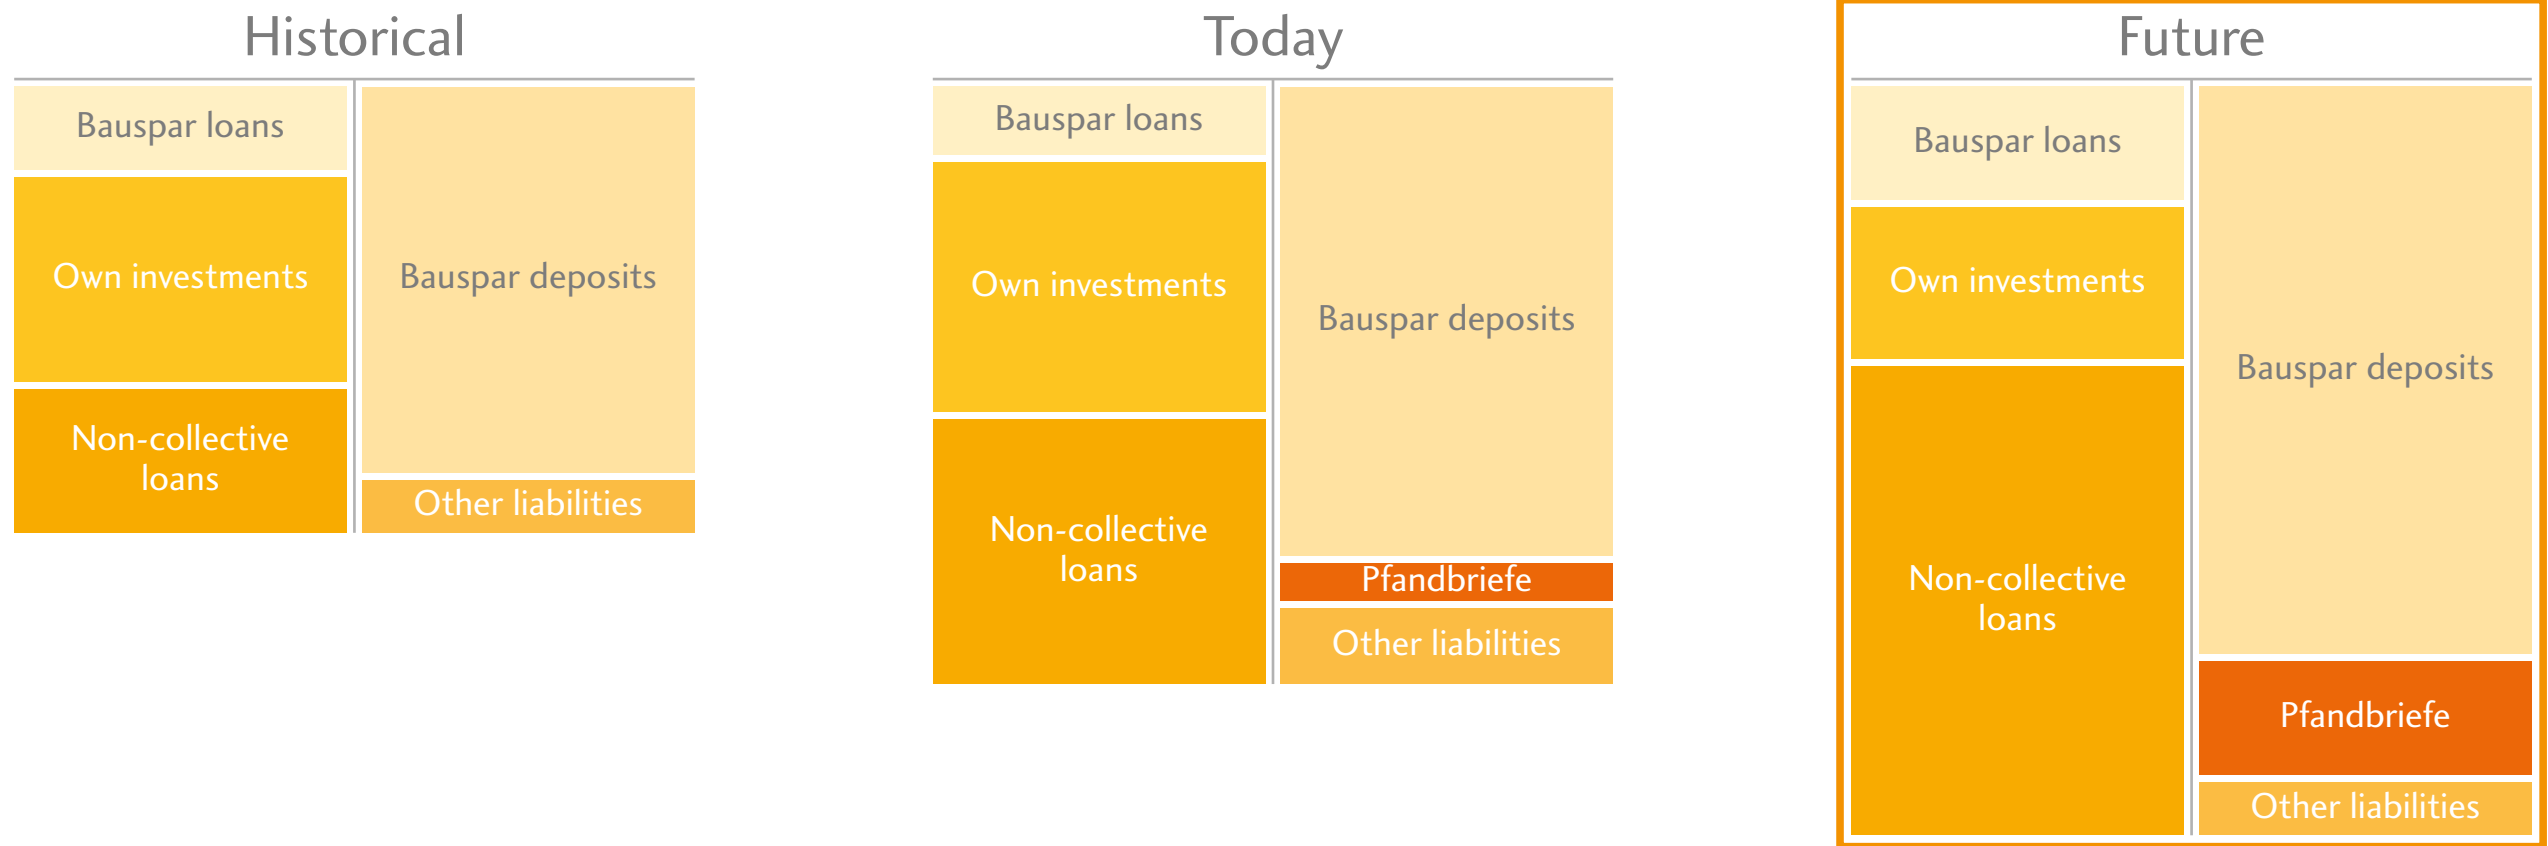 Historical
Bauspar loans
Own investments
Non-collective
loans
Bauspar deposits
Other liabilities
Today
Bauspar loans
Own investments
Non-collective
loans
Bauspar deposits
Pfandbriefe
Other liabilities
Future
Bauspar loans
Own investments
Non-collective
loans
Bauspar deposits
Pfandbriefe
Other liabilities